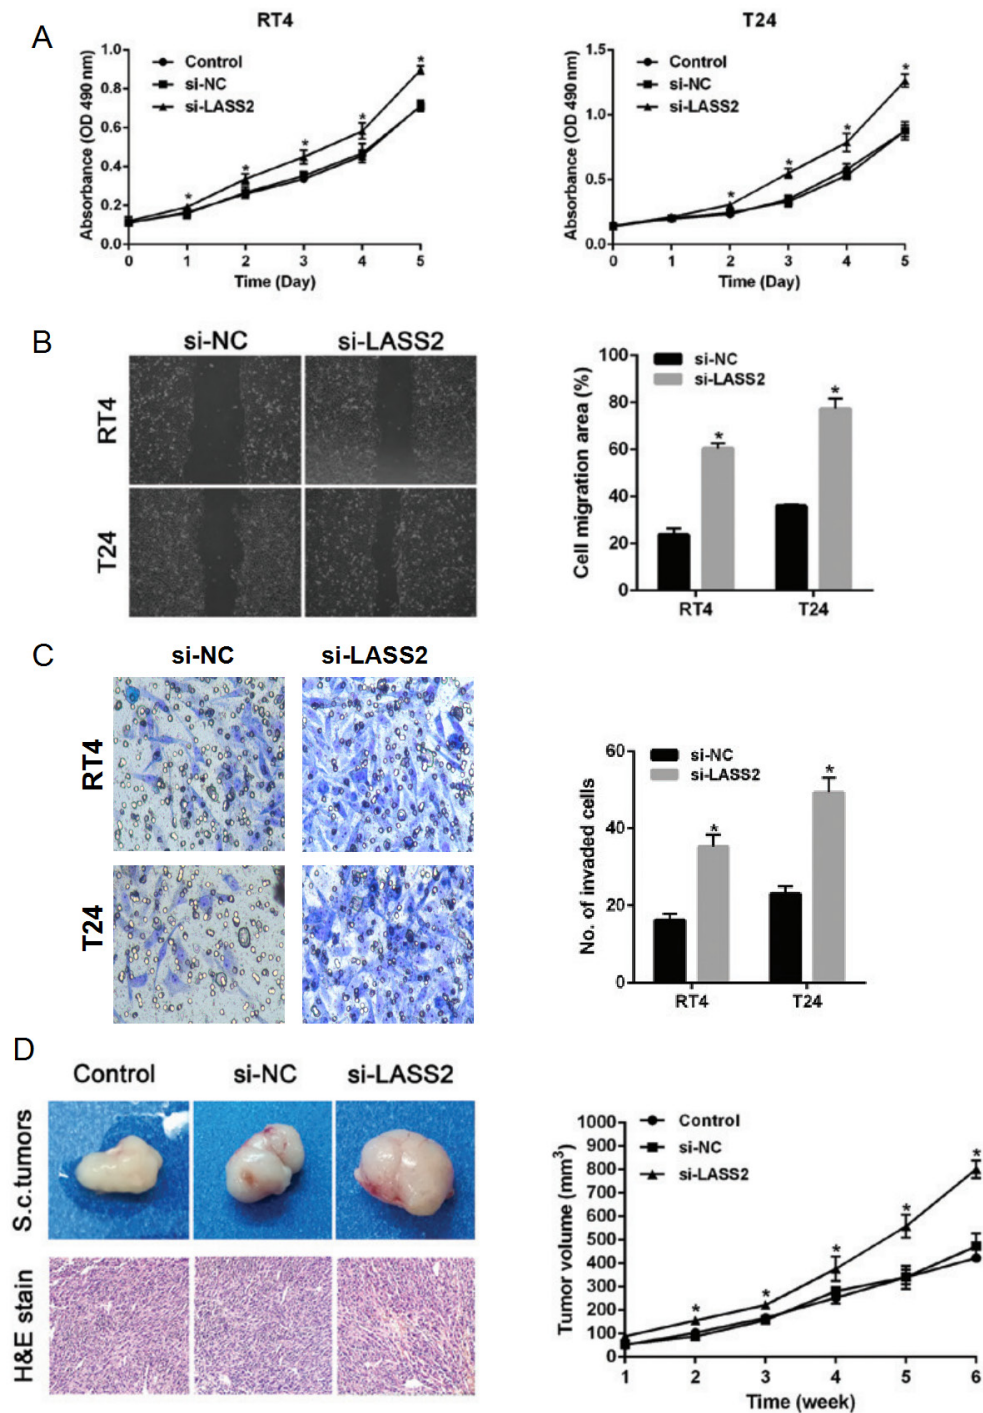 A
RT4
Absorbance (OD 490 nm)
1.0
0.8
0.6
0.4
0.2
0.0
Control
si-NC
si-LASS2
*
*
*
*
*
0 1 2 3 4 5
Time (Day)
T24
Absorbance (OD 490 nm)
1.5
1.0
0.5
0.0
Control
si-NC
si-LASS2
*
*
*
*
0 1 2 3 4 5
Time (Day)
B
si-NC si-LASS2
RT4
T24
Cell migration area (%)
100
80
60
40
20
0
si-NC
si-LASS2
*
*
RT4 T24
C
si-NC si-LASS2
RT4
T24
No. of invaded cells
60
40
20
0
si-NC
si-LASS2
*
*
RT4 T24
D
Control si-NC si-LASS2
S.c.tumors
H&E stain
Tumor volume (mm³)
1000
900
800
700
600
500
400
300
200
100
0
Control
si-NC
si-LASS2
*
*
*
*
*
1 2 3 4 5 6
Time (week)